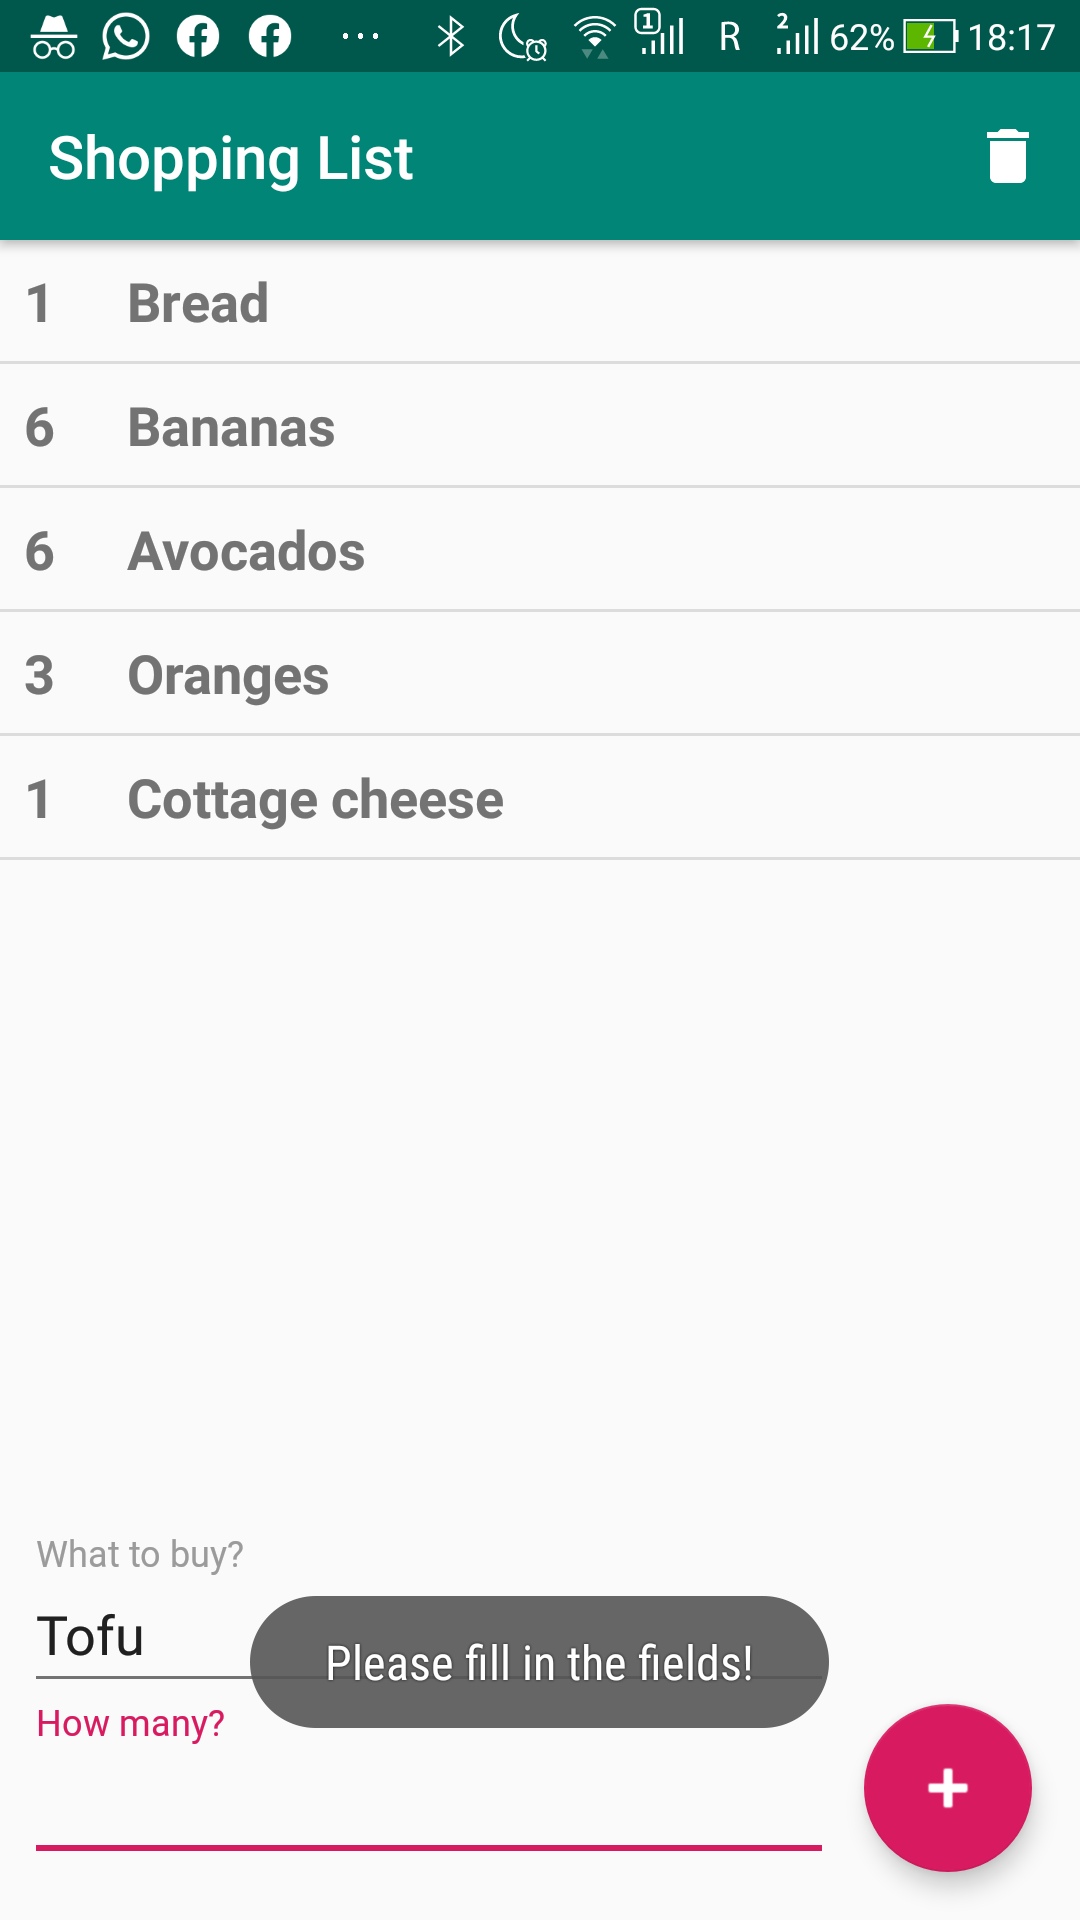 R 2 62% 18:17
Shopping List
1 Bread
6 Bananas
6 Avocados
3 Oranges
1 Cottage cheese
What to buy?
Tofu
Please fill in the fields!
How many?